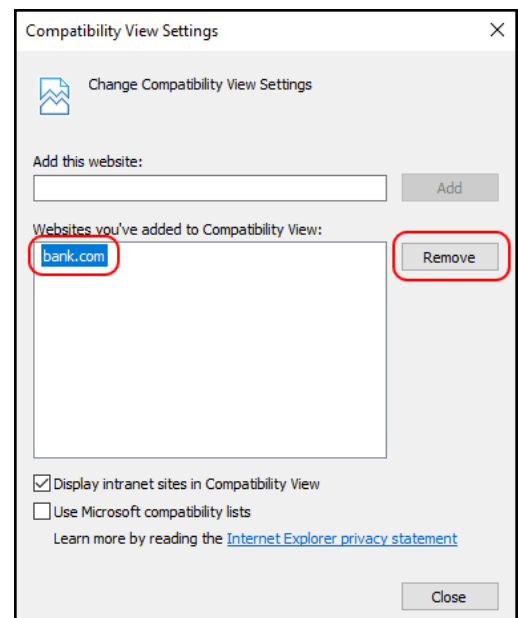 Compatibility View Settings
Change Compatibility View Settings
Add this website:
Add
Websites you've added to Compatibility View:
bank.com
Remove
Display intranet sites in Compatibility View
Use Microsoft compatibility lists
Learn more by reading the Internet Explorer privacy statement
Close